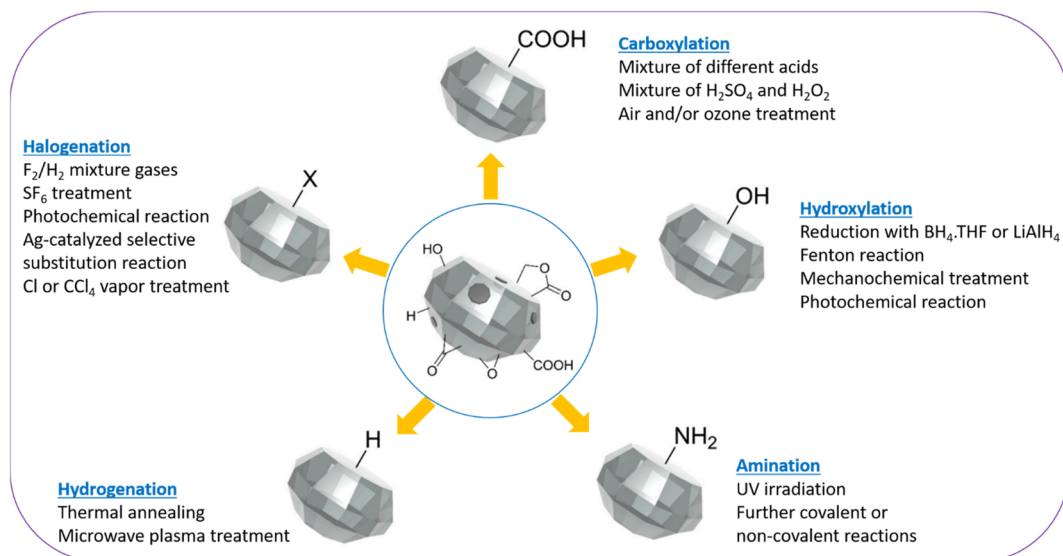 COOH
Carboxylation
Mixture of different acids
Mixture of H₂SO₄ and H₂O₂
Air and/or ozone treatment
Halogenation
F₂/H₂ mixture gases
SF₆ treatment
Photochemical reaction
Ag-catalyzed selective
substitution reaction
Cl or CCl₄ vapor treatment
X
OH
Hydroxylation
Reduction with BH₄.THF or LiAlH₄
Fenton reaction
Mechanochemical treatment
Photochemical reaction
HO
O
O
H
O
O
COOH
H
Hydrogenation
Thermal annealing
Microwave plasma treatment
NH₂
Amination
UV irradiation
Further covalent or
non-covalent reactions